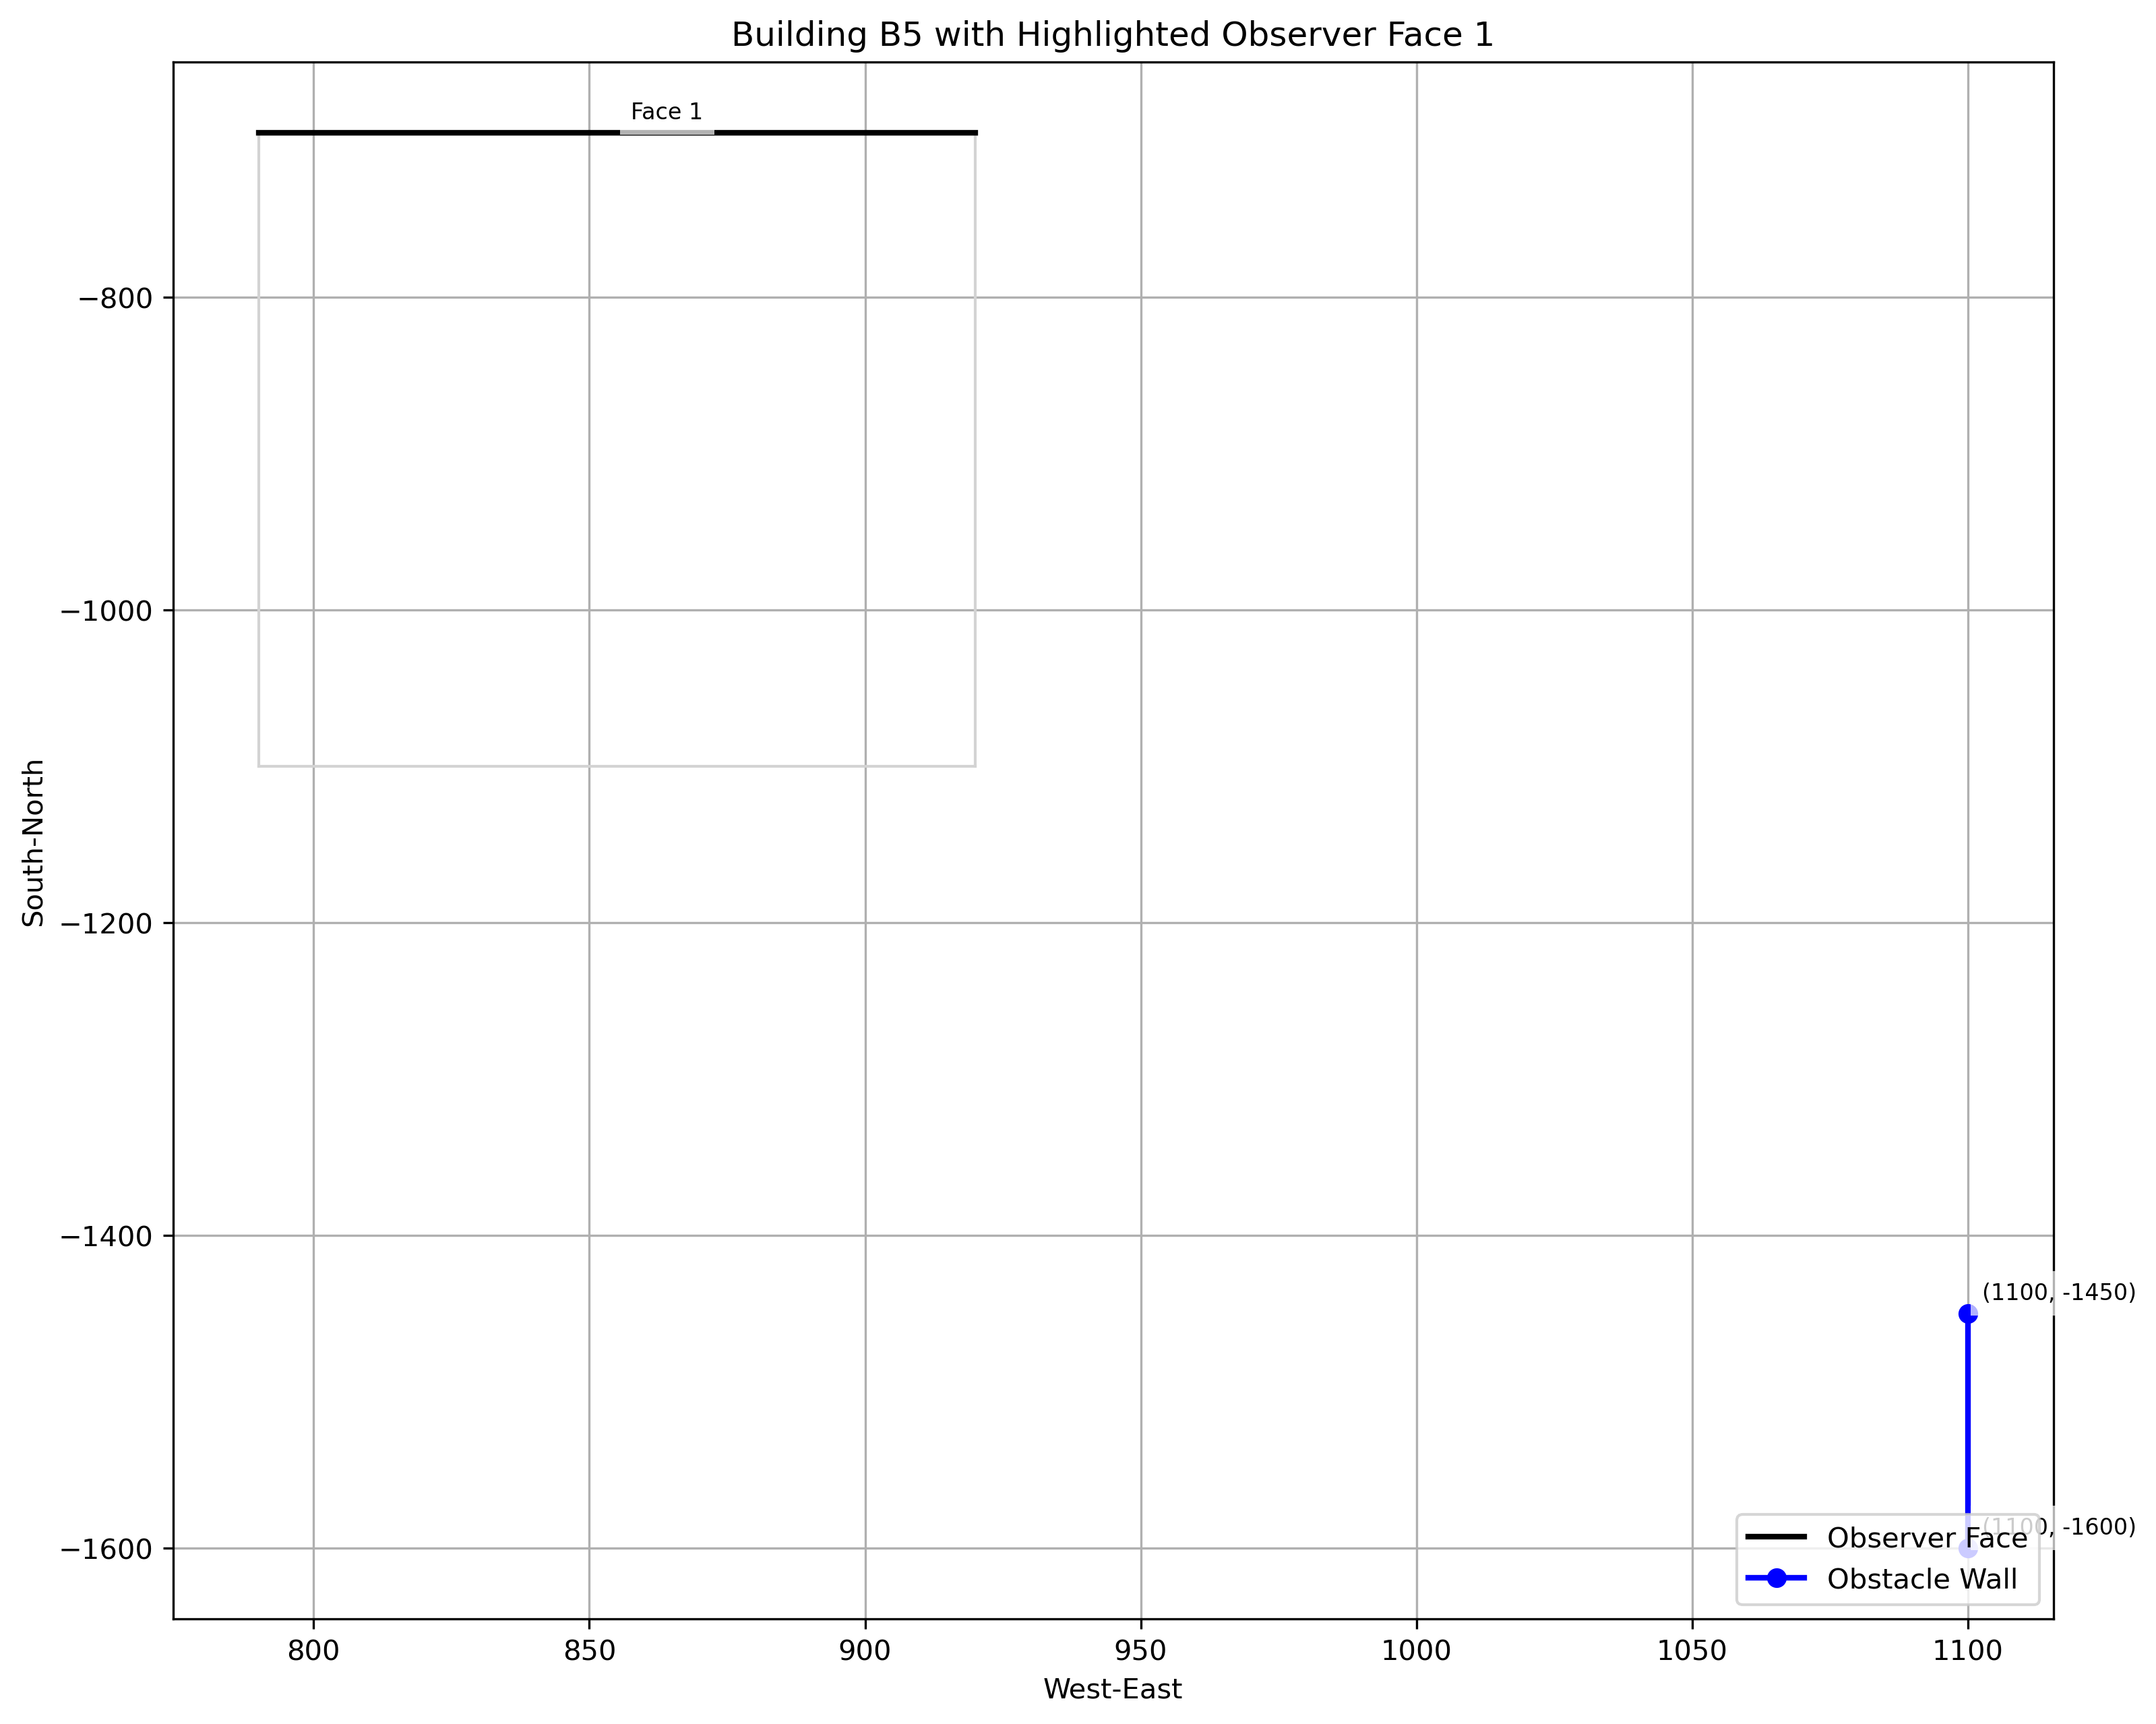 Building B5 with Highlighted Observer Face 1
Face 1
−800
−1000
−1200
−1400
−1600
South-North
(1100, -1450)
(1100, -1600)
Observer Face
Obstacle Wall
800
850
900
950
1000
1050
1100
West-East